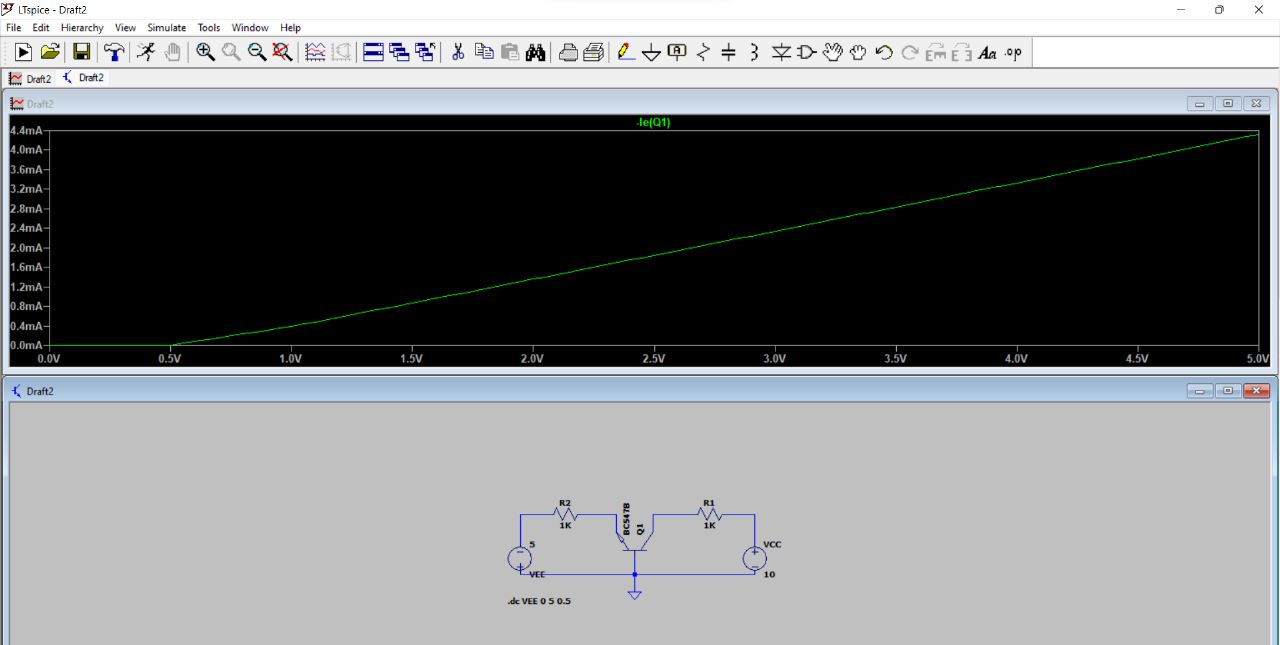 LTspice - Draft2
File Edit Hierarchy View Simulate Tools Window Help
Draft2 Draft2
Draft2
-Ie(Q1)
4.4mA
4.0mA
3.6mA
3.2mA
2.8mA
2.4mA
2.0mA
1.6mA
1.2mA
0.8mA
0.4mA
0.0mA
0.0V 0.5V 1.0V 1.5V 2.0V 2.5V 3.0V 3.5V 4.0V 4.5V 5.0V
Draft2
R2
1K
BC547B
Q1
R1
1K
5
VEE
VCC
10
.dc VEE 0 5 0.5